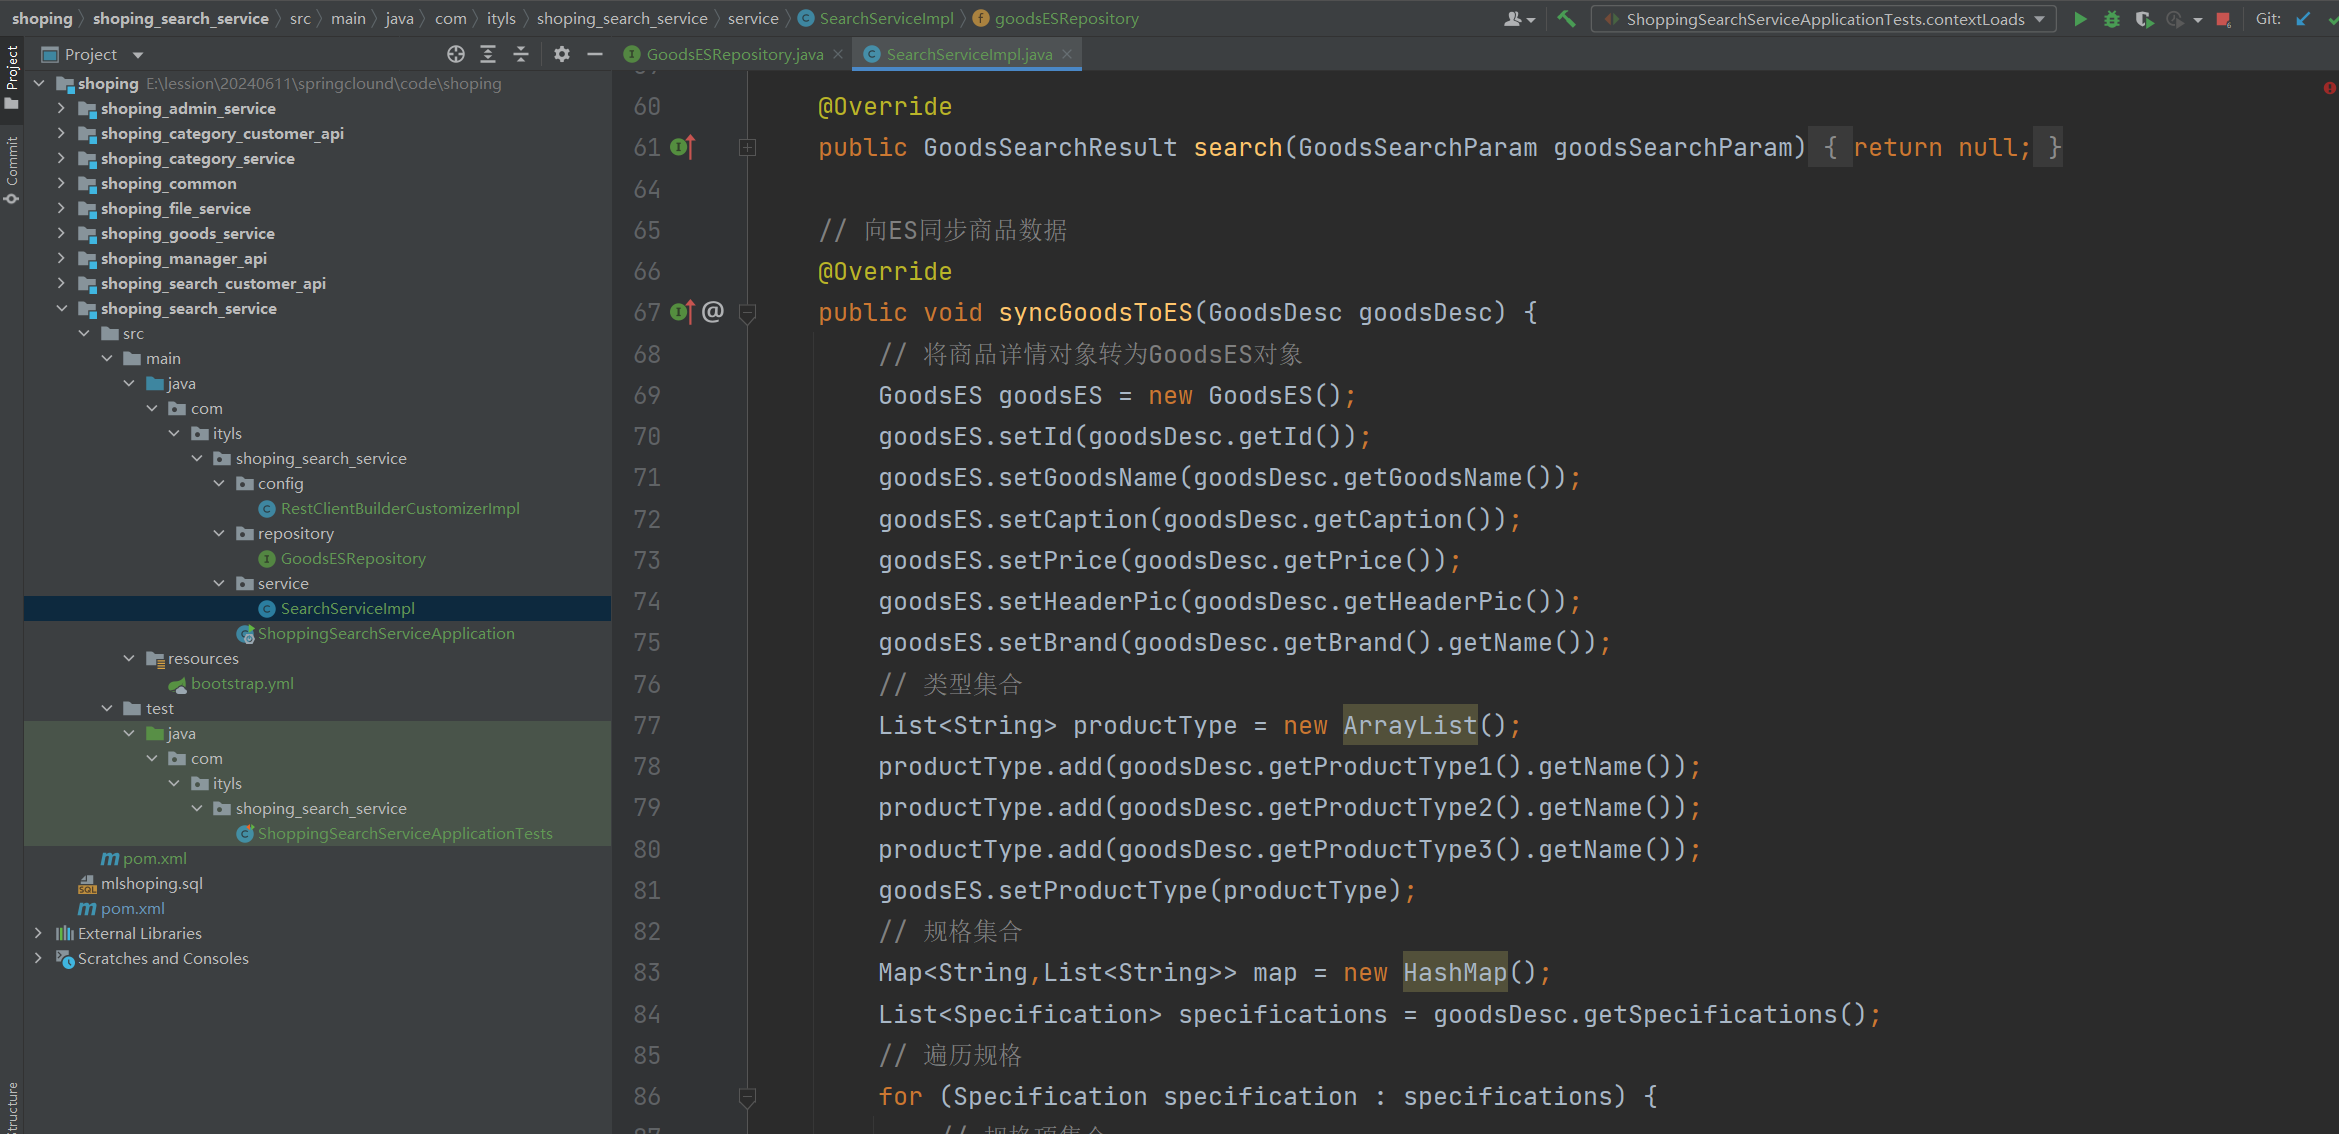 shoping 〉 shoping_search_service 〉 src 〉 main 〉 java 〉 com 〉 ityls 〉 shoping_search_service 〉 service 〉 SearchServiceImpl 〉 goodsESRepository
ShoppingSearchServiceApplicationTests.contextLoads
Git:
Project
GoodsESRepository.java
SearchServiceImpl.java
Project
Commit
shoping E:\lession\20240611\springclound\code\shoping
shoping_admin_service
shoping_category_customer_api
shoping_category_service
shoping_common
shoping_file_service
shoping_goods_service
shoping_manager_api
shoping_search_customer_api
shoping_search_service
src
main
java
com
ityls
shoping_search_service
config
RestClientBuilderCustomizerImpl
repository
GoodsESRepository
service
SearchServiceImpl
ShoppingSearchServiceApplication
resources
bootstrap.yml
test
java
com
ityls
shoping_search_service
ShoppingSearchServiceApplicationTests
pom.xml
mlshoping.sql
pom.xml
External Libraries
Scratches and Consoles
60 @Override
61 public GoodsSearchResult search(GoodsSearchParam goodsSearchParam) { return null; }
64
65 // 向ES同步商品数据
66 @Override
67 public void syncGoodsToES(GoodsDesc goodsDesc) {
68 // 将商品详情对象转为GoodsES对象
69 GoodsES goodsES = new GoodsES();
70 goodsES.setId(goodsDesc.getId());
71 goodsES.setGoodsName(goodsDesc.getGoodsName());
72 goodsES.setCaption(goodsDesc.getCaption());
73 goodsES.setPrice(goodsDesc.getPrice());
74 goodsES.setHeaderPic(goodsDesc.getHeaderPic());
75 goodsES.setBrand(goodsDesc.getBrand().getName());
76 // 类型集合
77 List<String> productType = new ArrayList();
78 productType.add(goodsDesc.getProductType1().getName());
79 productType.add(goodsDesc.getProductType2().getName());
80 productType.add(goodsDesc.getProductType3().getName());
81 goodsES.setProductType(productType);
82 // 规格集合
83 Map<String,List<String>> map = new HashMap();
84 List<Specification> specifications = goodsDesc.getSpecifications();
85 // 遍历规格
86 for (Specification specification : specifications) {